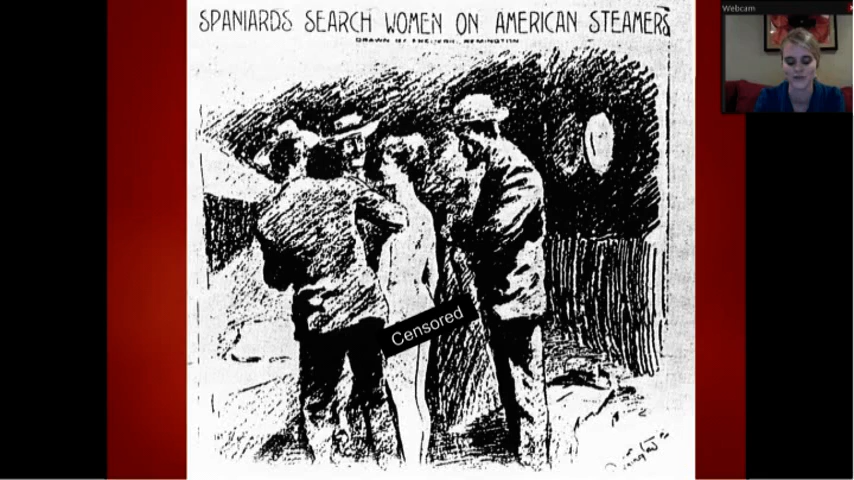 SPANIARDS SEARCH WOMEN ON AMERICAN STEAMERS
DRAWN BY FREDERIC REMINGTON
Webcam
Censored